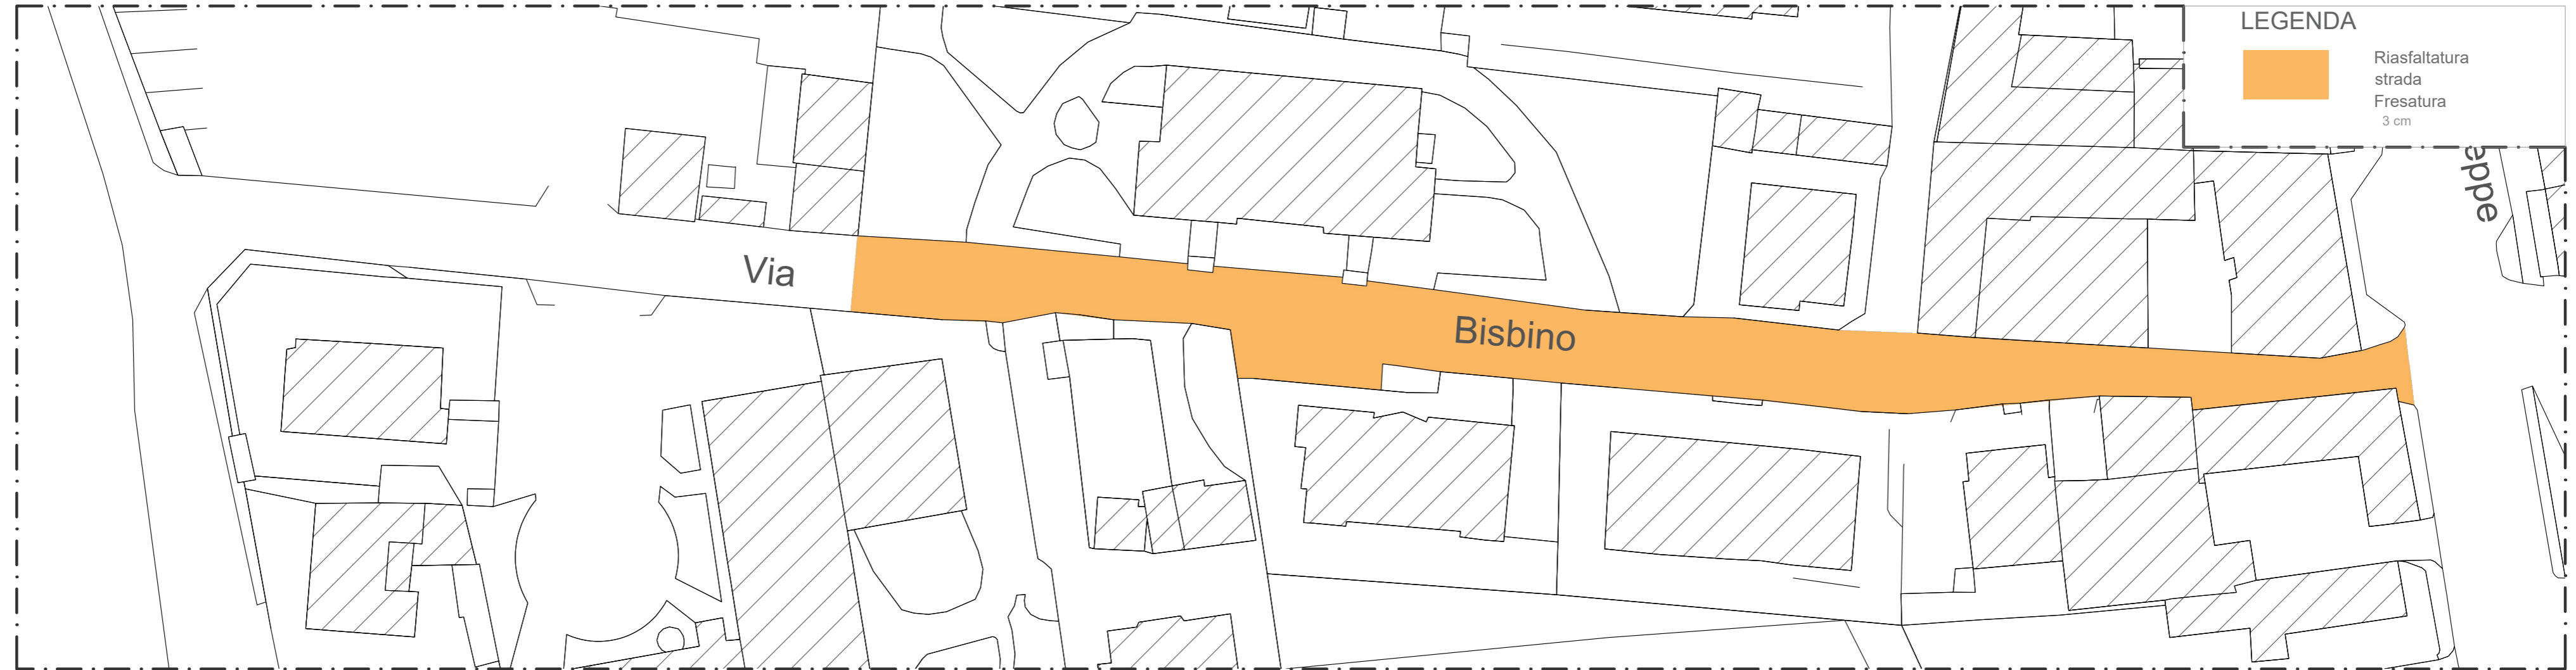 LEGENDA
Riasfaltatura
strada
Fresatura
3 cm
eppe
Via
Bisbino